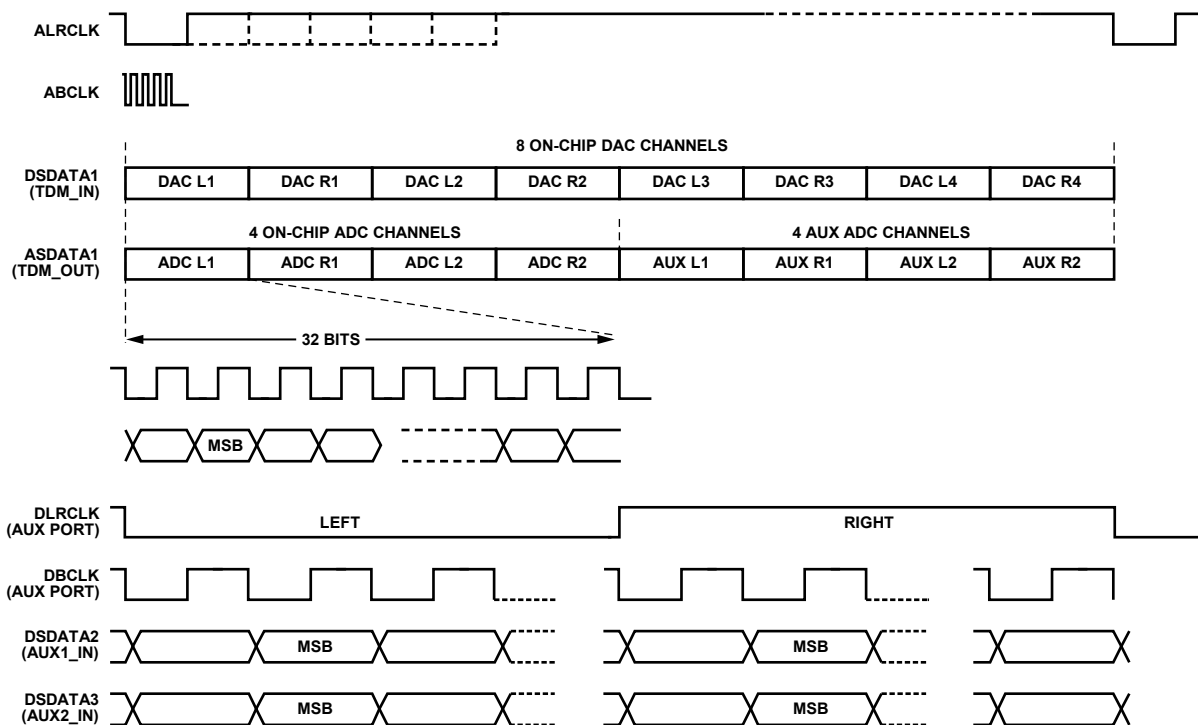 ALRCLK
ABCLK
8 ON-CHIP DAC CHANNELS
DSDATA1
(TDM_IN)
DAC L1 DAC R1 DAC L2 DAC R2 DAC L3 DAC R3 DAC L4 DAC R4
4 ON-CHIP ADC CHANNELS 4 AUX ADC CHANNELS
ASDATA1
(TDM_OUT)
ADC L1 ADC R1 ADC L2 ADC R2 AUX L1 AUX R1 AUX L2 AUX R2
32 BITS
MSB
DLRCLK
(AUX PORT)
LEFT RIGHT
DBCLK
(AUX PORT)
DSDATA2
(AUX1_IN)
MSB MSB
DSDATA3
(AUX2_IN)
MSB MSB